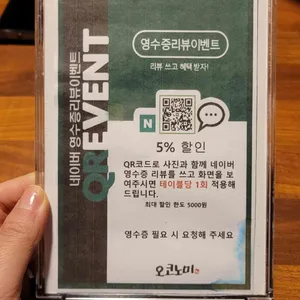 네이버 영수증리뷰이벤트
QR EVENT
영수증리뷰이벤트
리뷰 쓰고 혜택 받자!
N
5% 할인
QR코드로 사진과 함께 네이버
영수증 리뷰를 쓰고 화면을 보
여주시면 테이블당 1회 적용해
드립니다.
최대 할인 한도 5000원
영수증 필요 시 요청해 주세요
오코노미